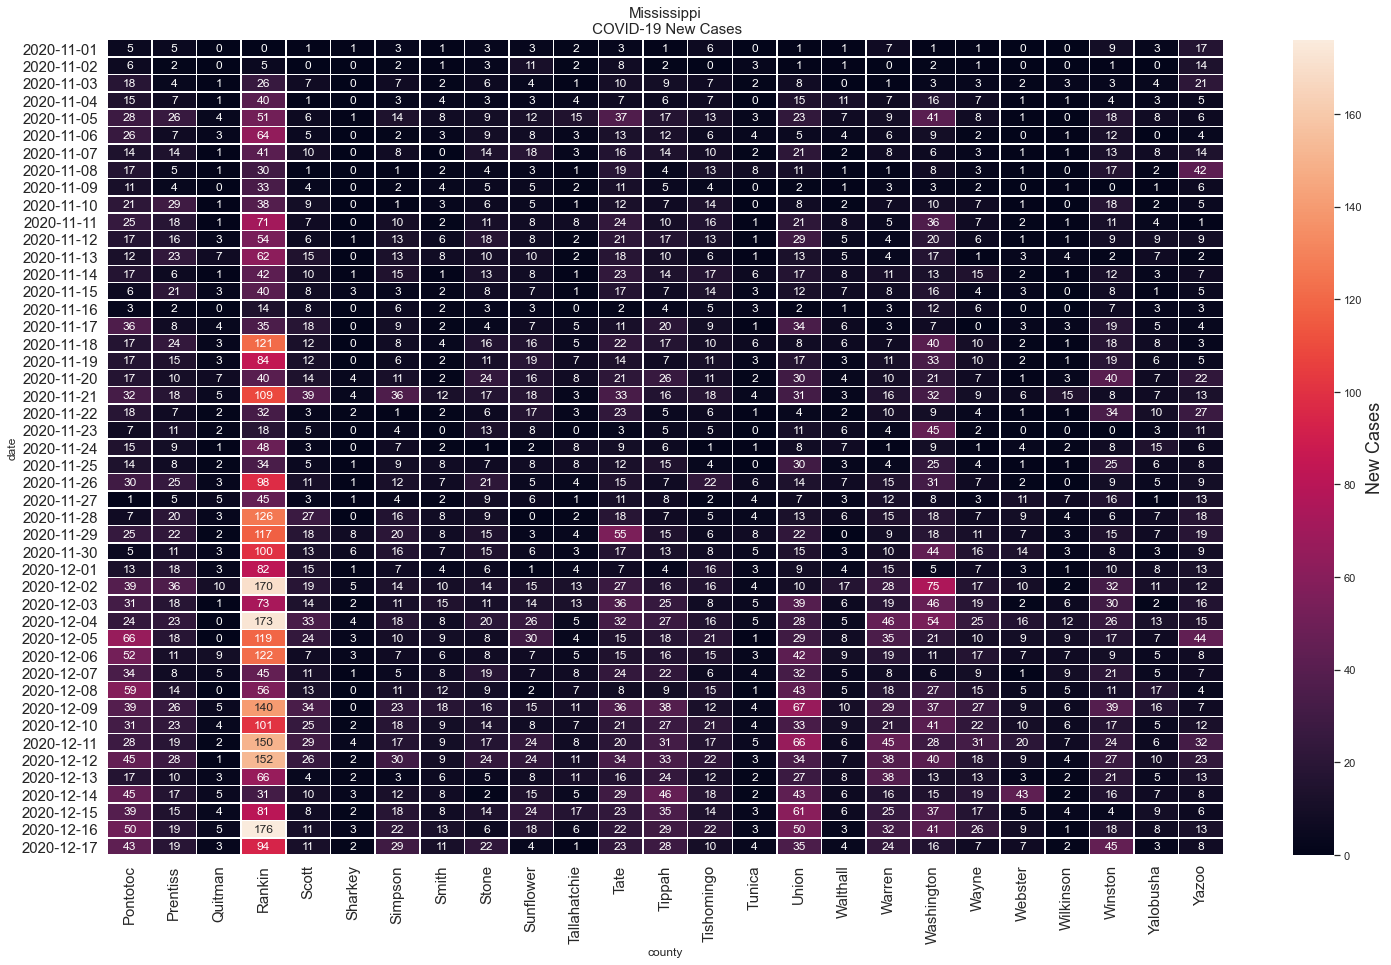 Mississippi
COVID-19 New Cases
2020-11-01 5 5 0 0 1 1 3 1 3 3 2 3 1 6 0 1 1 7 1 1 0 0 9 3 17
2020-11-02 6 2 0 5 0 0 2 1 3 11 2 8 2 0 3 1 1 0 2 1 0 0 1 0 14
2020-11-03 18 4 1 26 7 0 7 2 6 4 1 10 9 7 2 8 0 1 3 3 2 3 3 4 21
2020-11-04 15 7 1 40 1 0 3 4 3 3 4 7 6 7 0 15 11 7 16 7 1 1 4 3 5
2020-11-05 28 26 4 51 6 1 14 8 9 12 15 37 17 13 3 23 7 9 41 8 1 0 18 8 6
2020-11-06 26 7 3 64 5 0 2 3 9 8 3 13 12 6 4 5 4 6 9 2 0 1 12 0 4
2020-11-07 14 14 1 41 10 0 8 0 14 18 3 16 14 10 2 21 2 8 6 3 1 1 13 8 14
2020-11-08 17 5 1 30 1 0 1 2 4 3 1 19 4 13 8 11 1 1 8 3 1 0 17 2 42
2020-11-09 11 4 0 33 4 0 2 4 5 5 2 11 5 4 0 2 1 3 3 2 0 1 0 1 6
2020-11-10 21 29 1 38 9 0 1 3 6 5 1 12 7 14 0 8 2 7 10 7 1 0 18 2 5
2020-11-11 25 18 1 71 7 0 10 2 11 8 8 24 10 16 1 21 8 5 36 7 2 1 11 4 1
2020-11-12 17 16 3 54 6 1 13 6 18 8 2 21 17 13 1 29 5 4 20 6 1 1 9 9 9
2020-11-13 12 23 7 62 15 0 13 8 10 10 2 18 10 6 1 13 5 4 17 1 3 4 2 7 2
2020-11-14 17 6 1 42 10 1 15 1 13 8 1 23 14 17 6 17 8 11 13 15 2 1 12 3 7
2020-11-15 6 21 3 40 8 3 3 2 8 7 1 17 7 14 3 12 7 8 16 4 3 0 8 1 5
2020-11-16 3 2 0 14 8 0 6 2 3 3 0 2 4 5 3 2 1 3 12 6 0 0 7 3 3
2020-11-17 36 8 4 35 18 0 9 2 4 7 5 11 20 9 1 34 6 3 7 0 3 3 19 5 4
2020-11-18 17 24 3 121 12 0 8 4 16 16 5 22 17 10 6 8 6 7 40 10 2 1 18 8 3
2020-11-19 17 15 3 84 12 0 6 2 11 19 7 14 7 11 3 17 3 11 33 10 2 1 19 6 5
2020-11-20 17 10 7 40 14 4 11 2 24 16 8 21 26 11 2 30 4 10 21 7 1 3 40 7 22
2020-11-21 32 18 5 109 39 4 36 12 17 18 3 33 16 18 4 31 3 16 32 9 6 15 8 7 13
2020-11-22 18 7 2 32 3 2 1 2 6 17 3 23 5 6 1 4 2 10 9 4 1 1 34 10 27
2020-11-23 7 11 2 18 5 0 4 0 13 8 0 3 5 5 0 11 6 4 45 2 0 0 0 3 11
2020-11-24 15 9 1 48 3 0 7 2 1 2 8 9 6 1 1 8 7 1 9 1 4 2 8 15 6
2020-11-25 14 8 2 34 5 1 9 8 7 8 8 12 15 4 0 30 3 4 25 4 1 1 25 6 8
2020-11-26 30 25 3 98 11 1 12 7 21 5 4 15 7 22 6 14 7 15 31 7 2 0 9 5 9
2020-11-27 1 5 5 45 3 1 4 2 9 6 1 11 8 2 4 7 3 12 8 3 11 7 16 1 13
2020-11-28 7 20 3 126 27 0 16 8 9 0 2 18 7 5 4 13 6 15 18 7 9 4 6 7 18
2020-11-29 25 22 2 117 18 8 20 8 15 3 4 55 15 6 8 22 0 9 18 11 7 3 15 7 19
2020-11-30 5 11 3 100 13 6 16 7 15 6 3 17 13 8 5 15 3 10 44 16 14 3 8 3 9
2020-12-01 13 18 3 82 15 1 7 4 6 1 4 7 4 16 3 9 4 15 5 7 3 1 10 8 13
2020-12-02 39 36 10 170 19 5 14 10 14 15 13 27 16 16 4 10 17 28 75 17 10 2 32 11 12
2020-12-03 31 18 1 73 14 2 11 15 11 14 13 36 25 8 5 39 6 19 46 19 2 6 30 2 16
2020-12-04 24 23 0 173 33 4 18 8 20 26 5 32 27 16 5 28 5 46 54 25 16 12 26 13 15
2020-12-05 66 18 0 119 24 3 10 9 8 30 4 15 18 21 1 29 8 35 21 10 9 9 17 7 44
2020-12-06 52 11 9 122 7 3 7 6 8 7 5 15 16 15 3 42 9 19 11 17 7 7 9 5 8
2020-12-07 34 8 5 45 11 1 5 8 19 7 7 24 22 6 4 32 5 8 6 9 1 9 21 5 7
2020-12-08 59 14 0 56 13 0 11 12 9 2 7 8 9 15 1 43 5 18 27 15 5 5 11 17 4
2020-12-09 39 26 5 140 34 0 23 18 16 15 11 36 38 12 4 67 10 29 37 27 9 6 39 16 7
2020-12-10 31 23 4 101 25 2 18 9 14 8 7 21 27 21 4 33 9 21 41 22 10 6 17 5 12
2020-12-11 28 19 2 150 29 4 17 9 17 24 8 20 31 17 5 66 6 45 28 31 20 7 24 6 32
2020-12-12 45 28 1 152 26 2 30 9 24 24 11 34 33 22 3 34 7 38 40 18 9 4 27 10 23
2020-12-13 17 10 3 66 4 2 3 6 5 8 11 16 24 12 2 27 8 38 13 13 3 2 21 5 13
2020-12-14 45 17 5 31 10 3 12 8 2 15 5 29 46 18 2 43 6 16 15 19 43 2 16 7 8
2020-12-15 39 15 4 81 8 2 18 8 14 24 17 23 35 14 3 61 6 25 37 17 5 4 4 9 6
2020-12-16 50 19 5 176 11 3 22 13 6 18 6 22 29 22 3 50 3 32 41 26 9 1 18 8 13
2020-12-17 43 19 3 94 11 2 29 11 22 4 1 23 28 10 4 35 4 24 16 7 7 2 45 3 8
Pontotoc Prentiss Quitman Rankin Scott Sharkey Simpson Smith Stone Sunflower Tallahatchie Tate Tippah Tishomingo Tunica Union Walthall Warren Washington Wayne Webster Wilkinson Winston Yalobusha Yazoo
county
date
160
140
120
100
80
60
40
20
0
New Cases